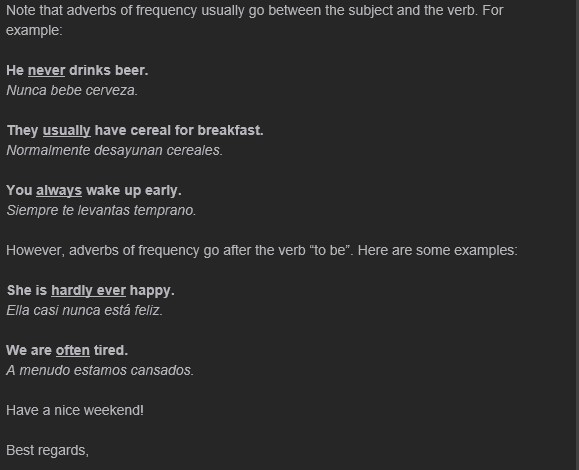 Note that adverbs of frequency usually go between the subject and the verb. For
example:
He never drinks beer.
Nunca bebe cerveza.
They usually have cereal for breakfast.
Normalmente desayunan cereales.
You always wake up early.
Siempre te levantas temprano.
However, adverbs of frequency go after the verb “to be”. Here are some examples:
She is hardly ever happy.
Ella casi nunca está feliz.
We are often tired.
A menudo estamos cansados.
Have a nice weekend!
Best regards,